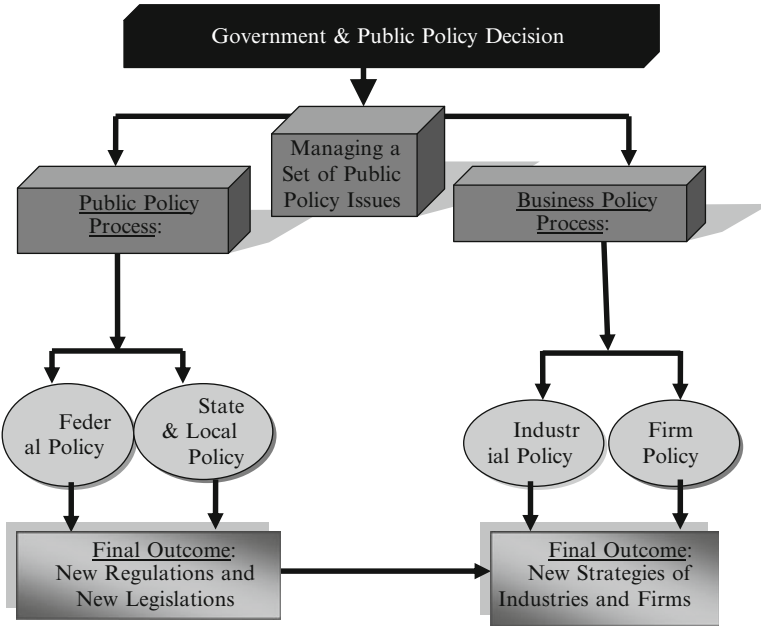 Government & Public Policy Decision
Managing a
Set of Public
Policy Issues
Public Policy
Process:
Business Policy
Process:
Feder
al Policy
State
& Local
Policy
Industr
ial Policy
Firm
Policy
Final Outcome:
New Regulations and
New Legislations
Final Outcome:
New Strategies of
Industries and Firms